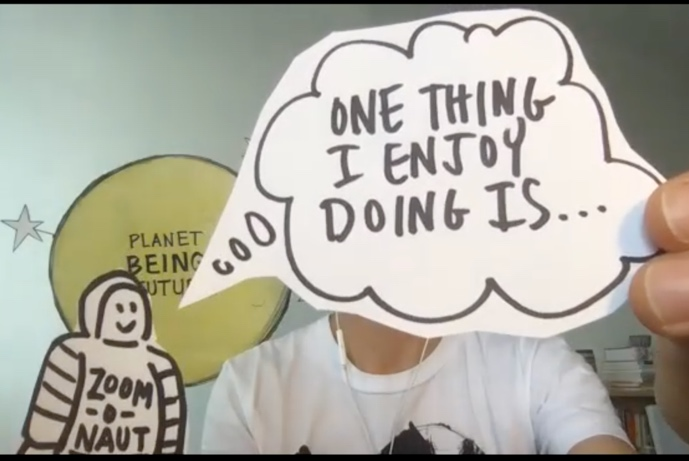 ONE THING
I ENJOY
DOING IS...
PLANET
BEING
ZOOM
-O-
NAUT